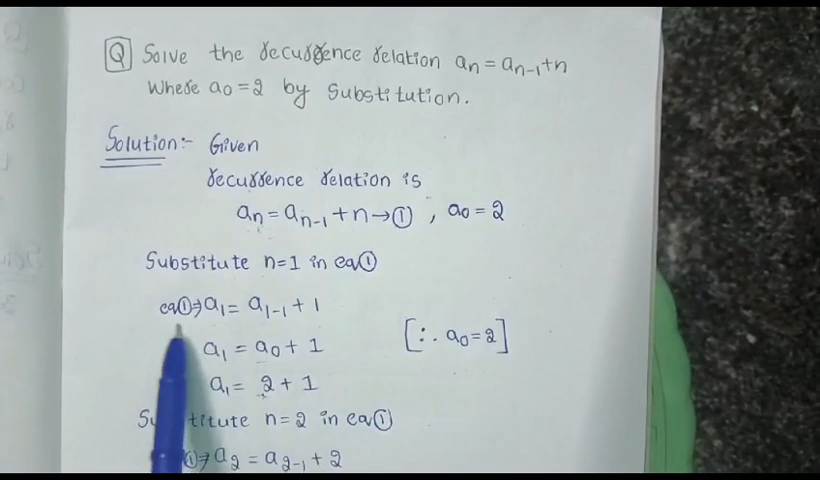 Q Solve the recurrence relation aₙ = aₙ₋₁+n
Where a₀ = 2 by Substitution.
Solution:- Given
recurrence relation is
aₙ = aₙ₋₁ + n → ① , a₀ = 2
Substitute n=1 in eq①
eq①⇒ a₁ = a₁₋₁ + 1
a₁ = a₀ + 1 [∵ a₀ = 2]
a₁ = 2 + 1
titute n = 2 in eq①
①⇒ a₂ = a₂₋₁ + 2